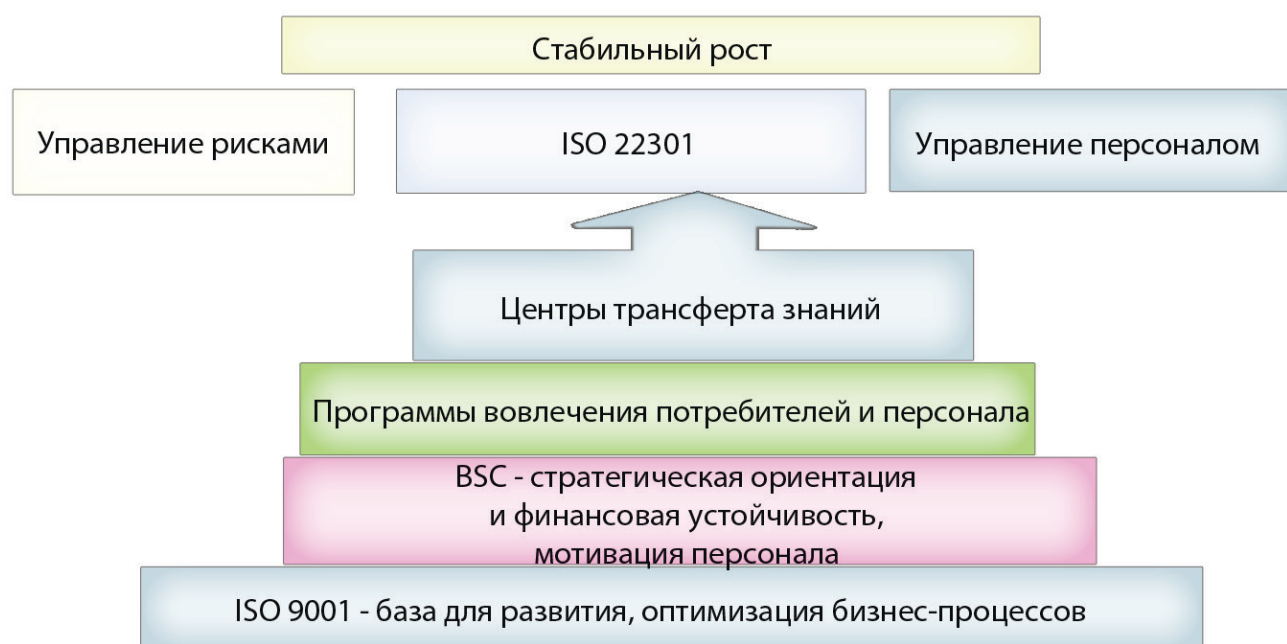 Стабильный рост
Управление рисками
ISO 22301
Управление персоналом
Центры трансферта знаний
Программы вовлечения потребителей и персонала
BSC - стратегическая ориентация
и финансовая устойчивость,
мотивация персонала
ISO 9001 - база для развития, оптимизация бизнес-процессов